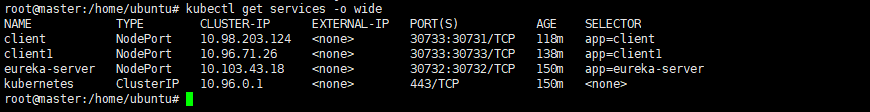 root@master:/home/ubuntu# kubectl get services -o wide
NAME            TYPE        CLUSTER-IP      EXTERNAL-IP   PORT(S)           AGE    SELECTOR
client          NodePort    10.98.203.124   <none>        30733:30731/TCP   118m   app=client
client1         NodePort    10.96.71.26     <none>        30733:30733/TCP   138m   app=client1
eureka-server   NodePort    10.103.43.18    <none>        30732:30732/TCP   150m   app=eureka-server
kubernetes      ClusterIP   10.96.0.1       <none>        443/TCP           150m   <none>
root@master:/home/ubuntu#